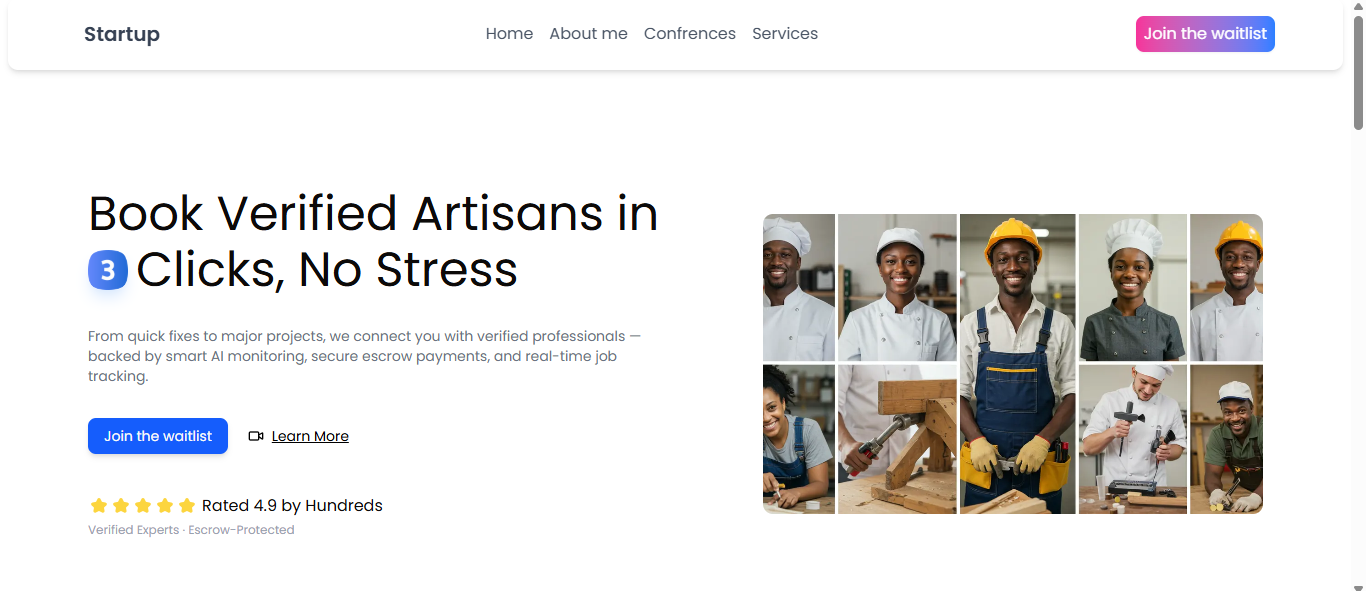 Startup
Home About me Confrences Services
Join the waitlist
Book Verified Artisans in
3 Clicks, No Stress
From quick fixes to major projects, we connect you with verified professionals —
backed by smart AI monitoring, secure escrow payments, and real-time job
tracking.
Join the waitlist
Learn More
Rated 4.9 by Hundreds
Verified Experts · Escrow-Protected